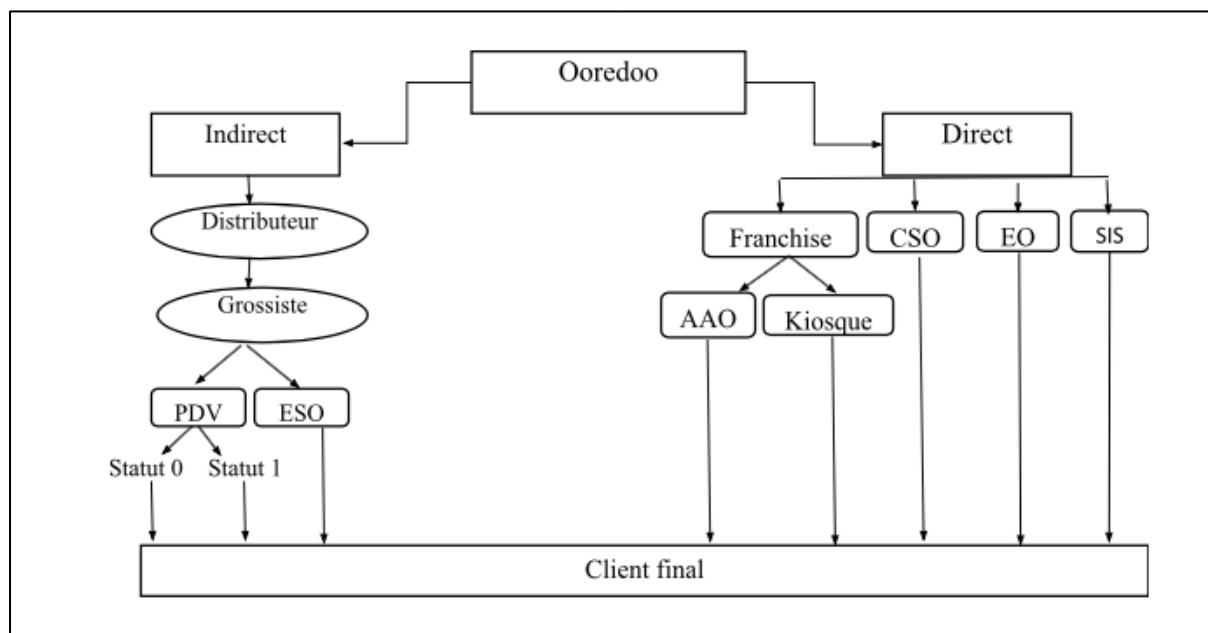 Ooredoo
Indirect
Direct
Distributeur
Franchise
CSO
EO
SIS
Grossiste
AAO
Kiosque
PDV
ESO
Statut 0
Statut 1
Client final